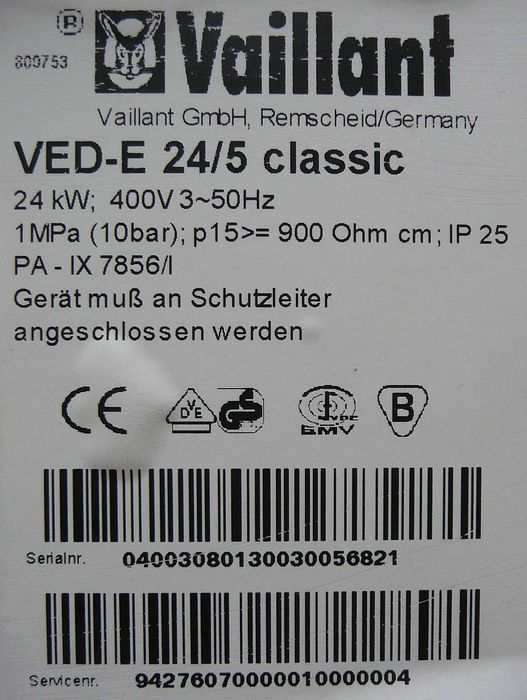 ®
800753
Vaillant
Vaillant GmbH, Remscheid/Germany
VED-E 24/5 classic
24 kW; 400V 3~50Hz
1MPa (10bar); p15>= 900 Ohm cm; IP 25
PA - IX 7856/I
Gerät muß an Schutzleiter
angeschlossen werden
CE VDE GS EMV B
Serialnr. 04003080130030056821
Servicenr. 94276070000010000004